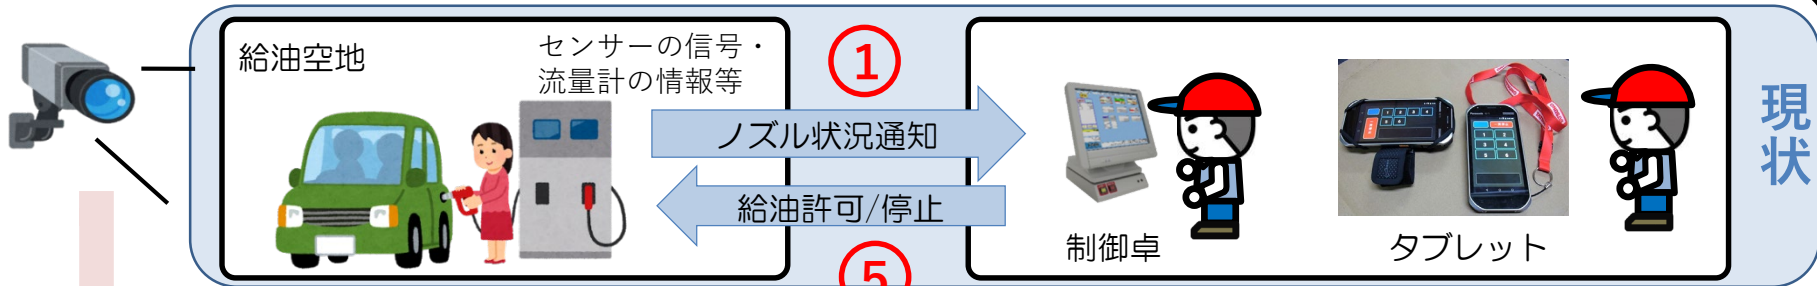 給油空地
センサーの信号・
流量計の情報等
①
ノズル状況通知
給油許可/停止
⑤
制御卓
タブレット
現状